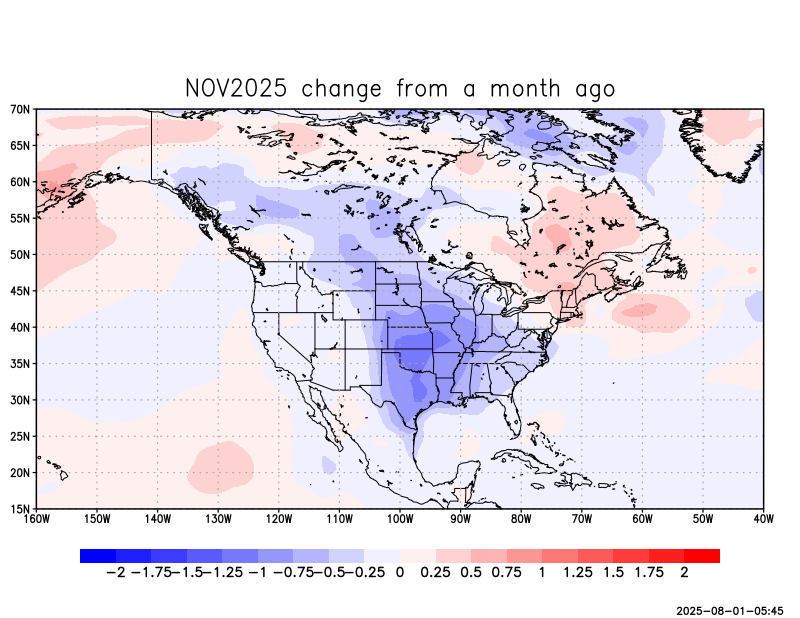 NOV2025 change from a month ago
70N
65N
60N
55N
50N
45N
40N
35N
30N
25N
20N
15N
160W 150W 140W 130W 120W 110W 100W 90W 80W 70W 60W 50W 40W
−2 −1.75 −1.5 −1.25 −1 −0.75 −0.5 −0.25 0 0.25 0.5 0.75 1 1.25 1.5 1.75 2
2025-08-01-05:45